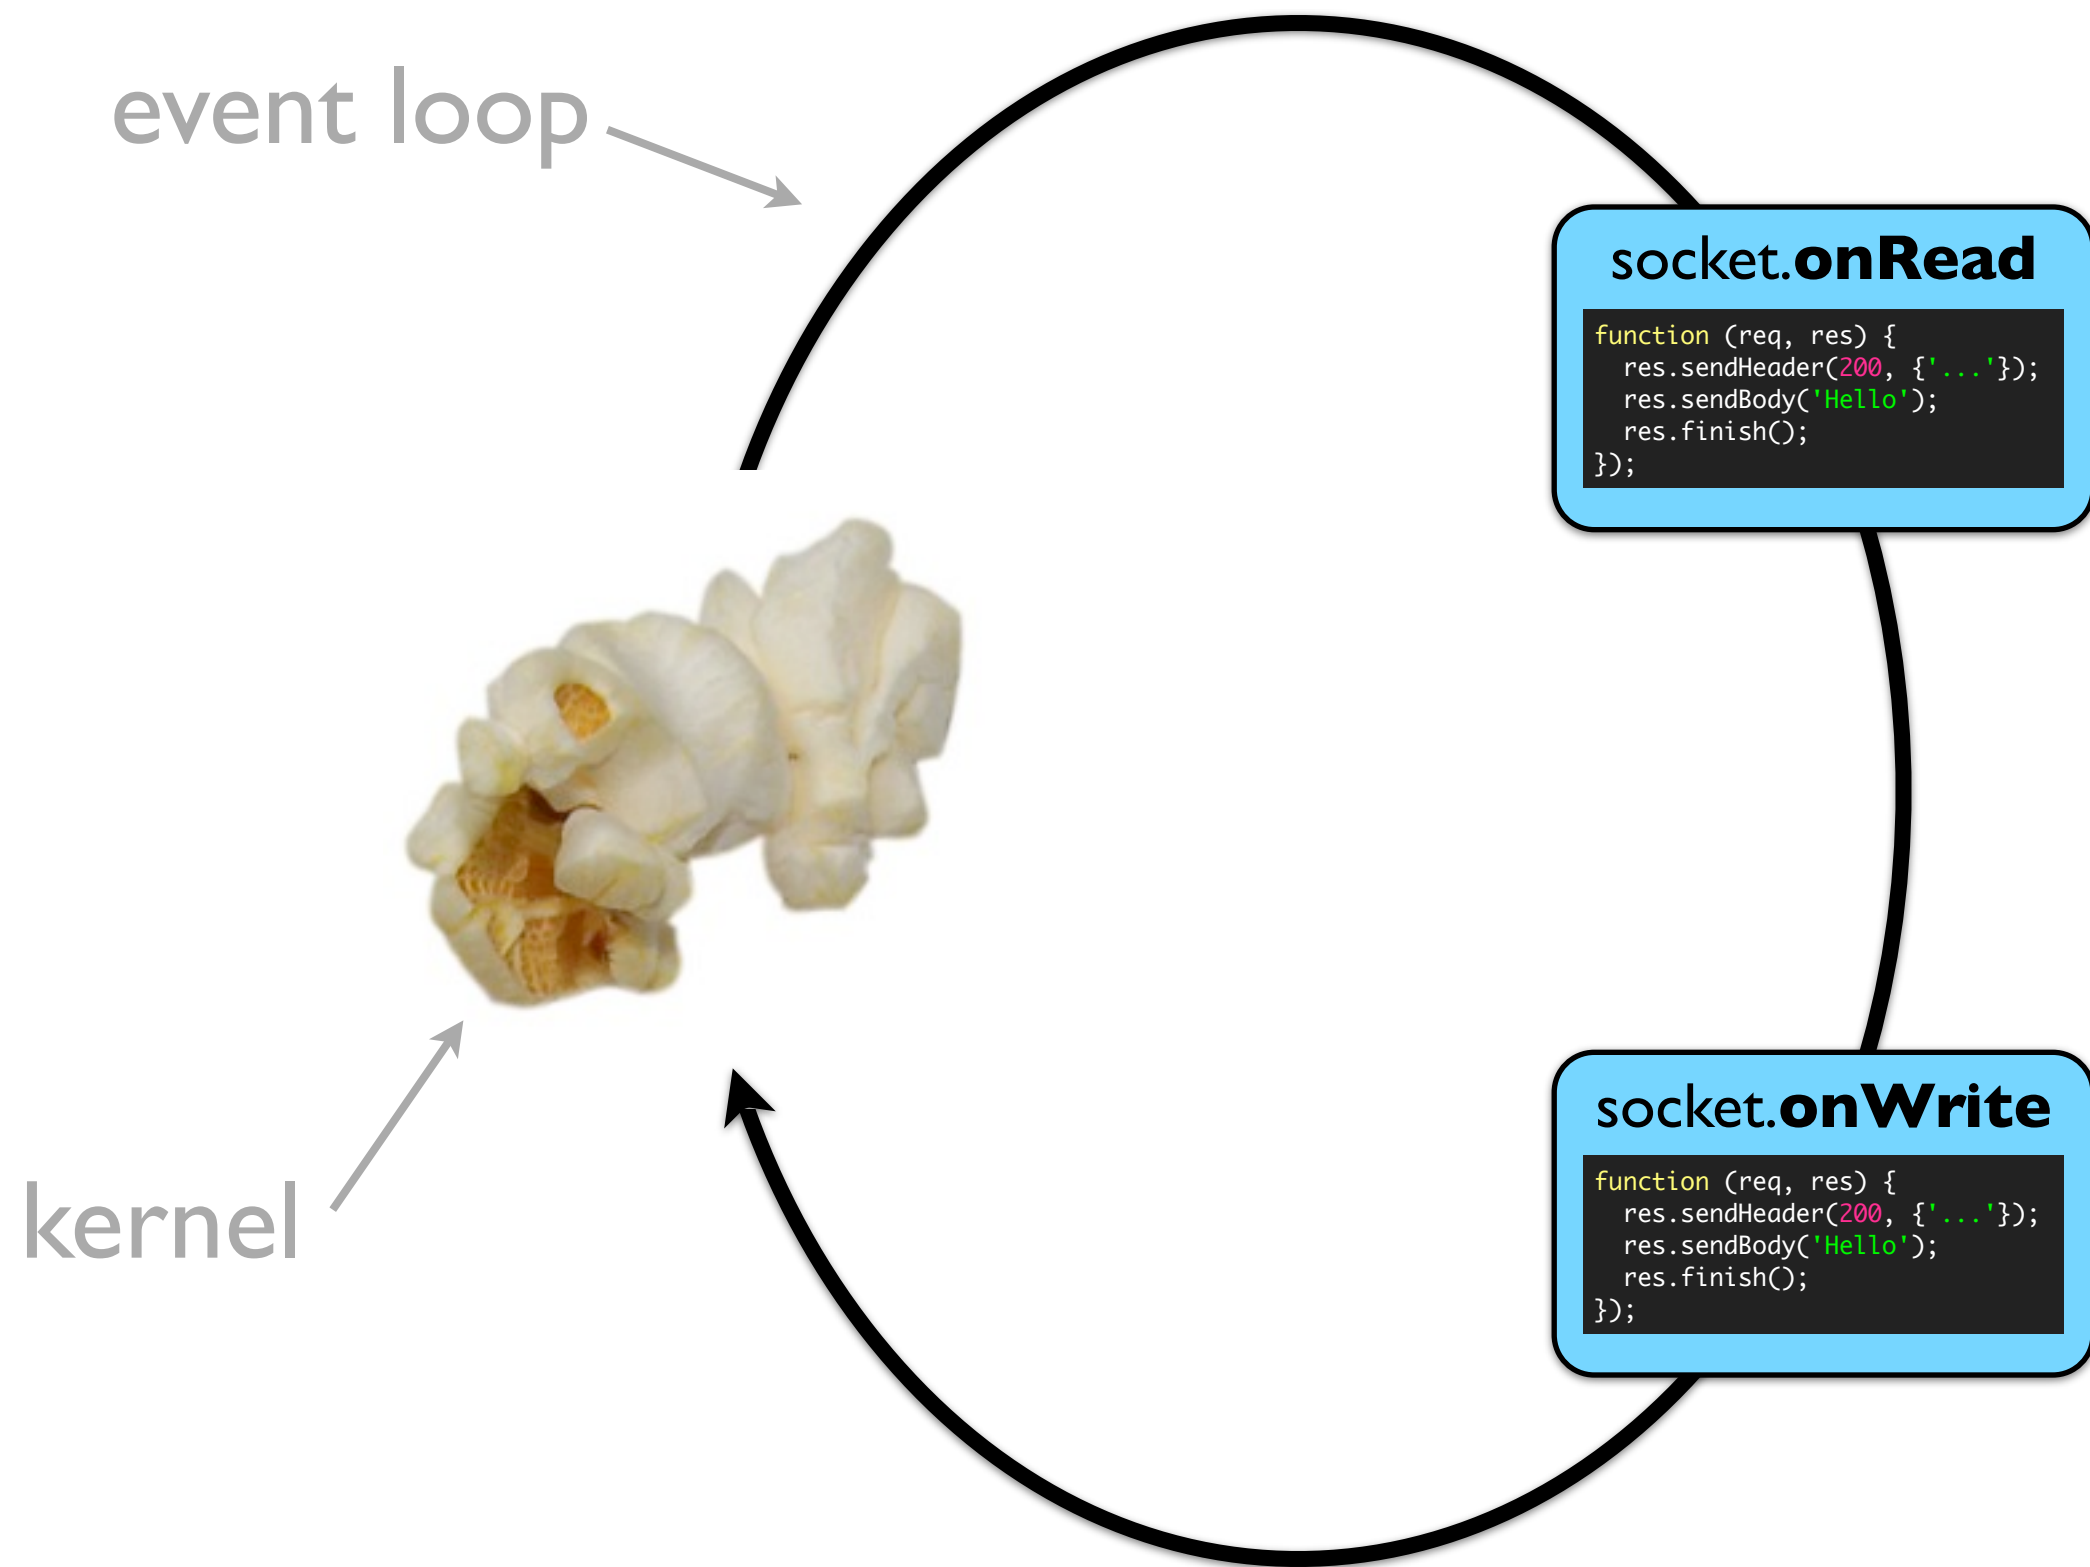 event loop
socket.onRead
function (req, res) {
  res.sendHeader(200, {'...'});
  res.sendBody('Hello');
  res.finish();
});
kernel
socket.onWrite
function (req, res) {
  res.sendHeader(200, {'...'});
  res.sendBody('Hello');
  res.finish();
});